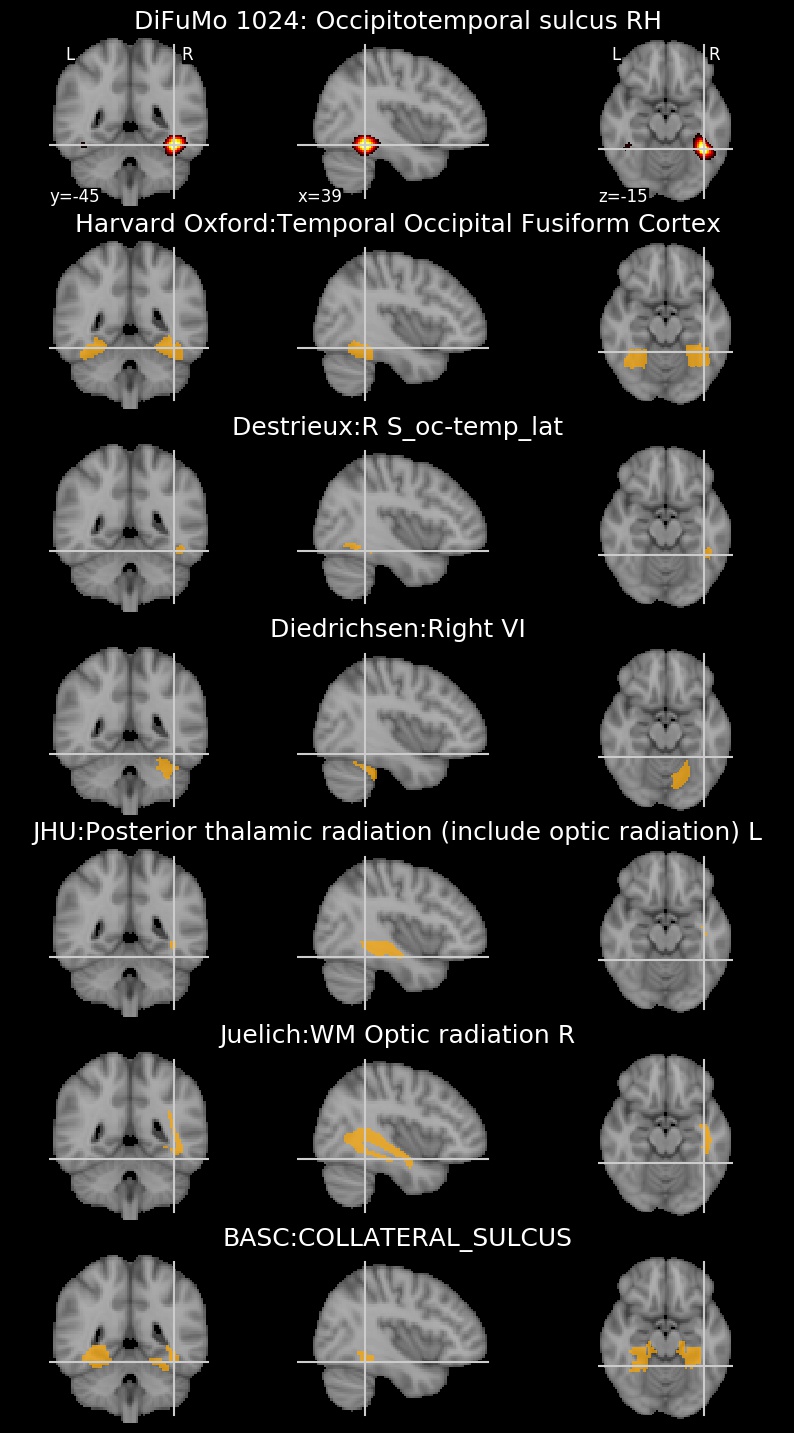 DiFuMo 1024: Occipitotemporal sulcus RH
L R L R
y=-45 x=39 z=-15
Harvard Oxford:Temporal Occipital Fusiform Cortex
Destrieux:R S_oc-temp_lat
Diedrichsen:Right VI
JHU:Posterior thalamic radiation (include optic radiation) L
Juelich:WM Optic radiation R
BASC:COLLATERAL_SULCUS